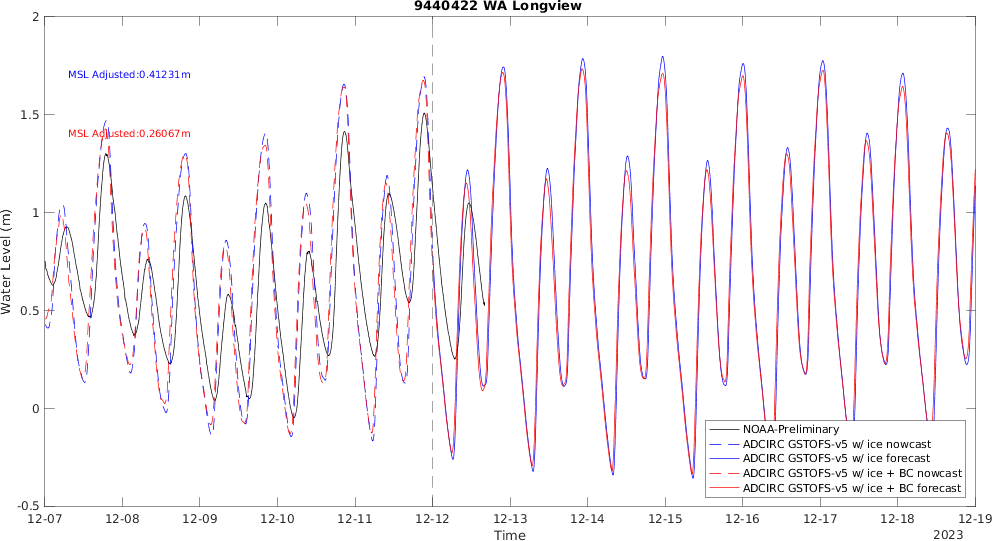 9440422 WA Longview
2
1.5
1
0.5
0
-0.5
Water Level (m)
MSL Adjusted:0.41231m
MSL Adjusted:0.26067m
NOAA-Preliminary
ADCIRC GSTOFS-v5 w/ ice nowcast
ADCIRC GSTOFS-v5 w/ ice forecast
ADCIRC GSTOFS-v5 w/ ice + BC nowcast
ADCIRC GSTOFS-v5 w/ ice + BC forecast
12-07 12-08 12-09 12-10 12-11 12-12 12-13 12-14 12-15 12-16 12-17 12-18 12-19
Time
2023